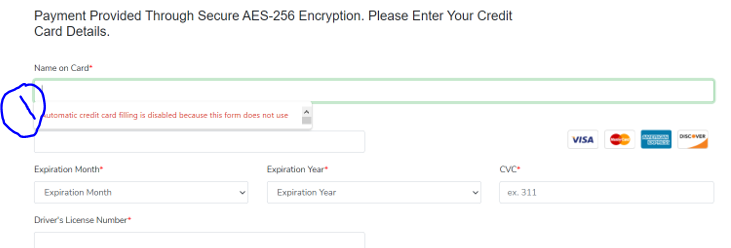 Payment Provided Through Secure AES-256 Encryption. Please Enter Your Credit
Card Details.
Name on Card*
Automatic credit card filling is disabled because this form does not use
VISA MasterCard AMERICAN EXPRESS DISCOVER
Expiration Month* Expiration Year* CVC*
Expiration Month Expiration Year ex. 311
Driver's License Number*